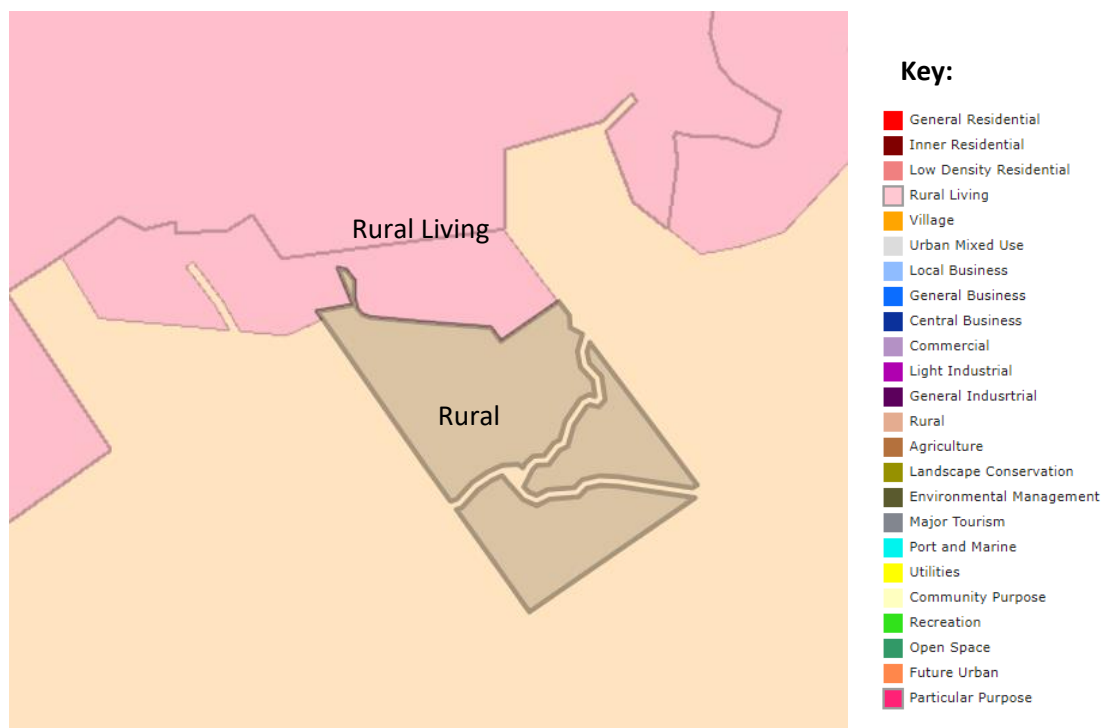 Rural Living
Rural
Key:
General Residential
Inner Residential
Low Density Residential
Rural Living
Village
Urban Mixed Use
Local Business
General Business
Central Business
Commercial
Light Industrial
General Indusrtrial
Rural
Agriculture
Landscape Conservation
Environmental Management
Major Tourism
Port and Marine
Utilities
Community Purpose
Recreation
Open Space
Future Urban
Particular Purpose